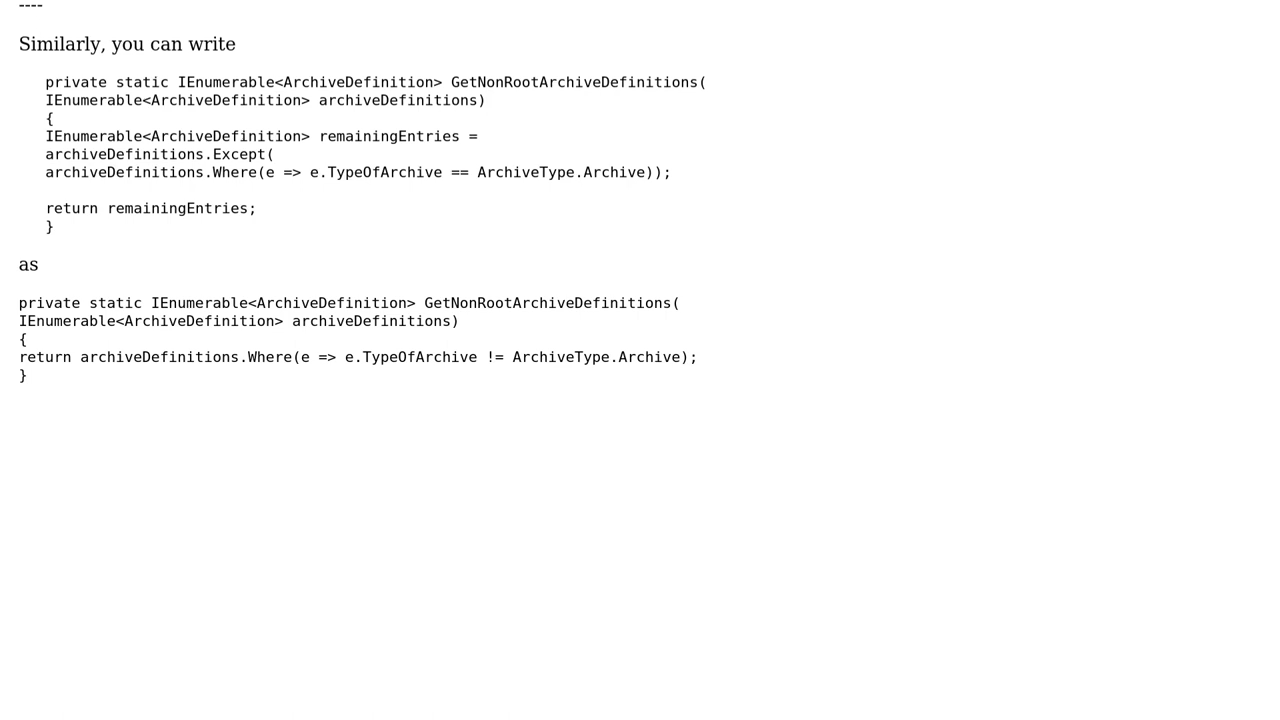 ----
Similarly, you can write
private static IEnumerable<ArchiveDefinition> GetNonRootArchiveDefinitions(
IEnumerable<ArchiveDefinition> archiveDefinitions)
{
IEnumerable<ArchiveDefinition> remainingEntries =
archiveDefinitions.Except(
archiveDefinitions.Where(e => e.TypeOfArchive == ArchiveType.Archive));
return remainingEntries;
}
as
private static IEnumerable<ArchiveDefinition> GetNonRootArchiveDefinitions(
IEnumerable<ArchiveDefinition> archiveDefinitions)
{
return archiveDefinitions.Where(e => e.TypeOfArchive != ArchiveType.Archive);
}